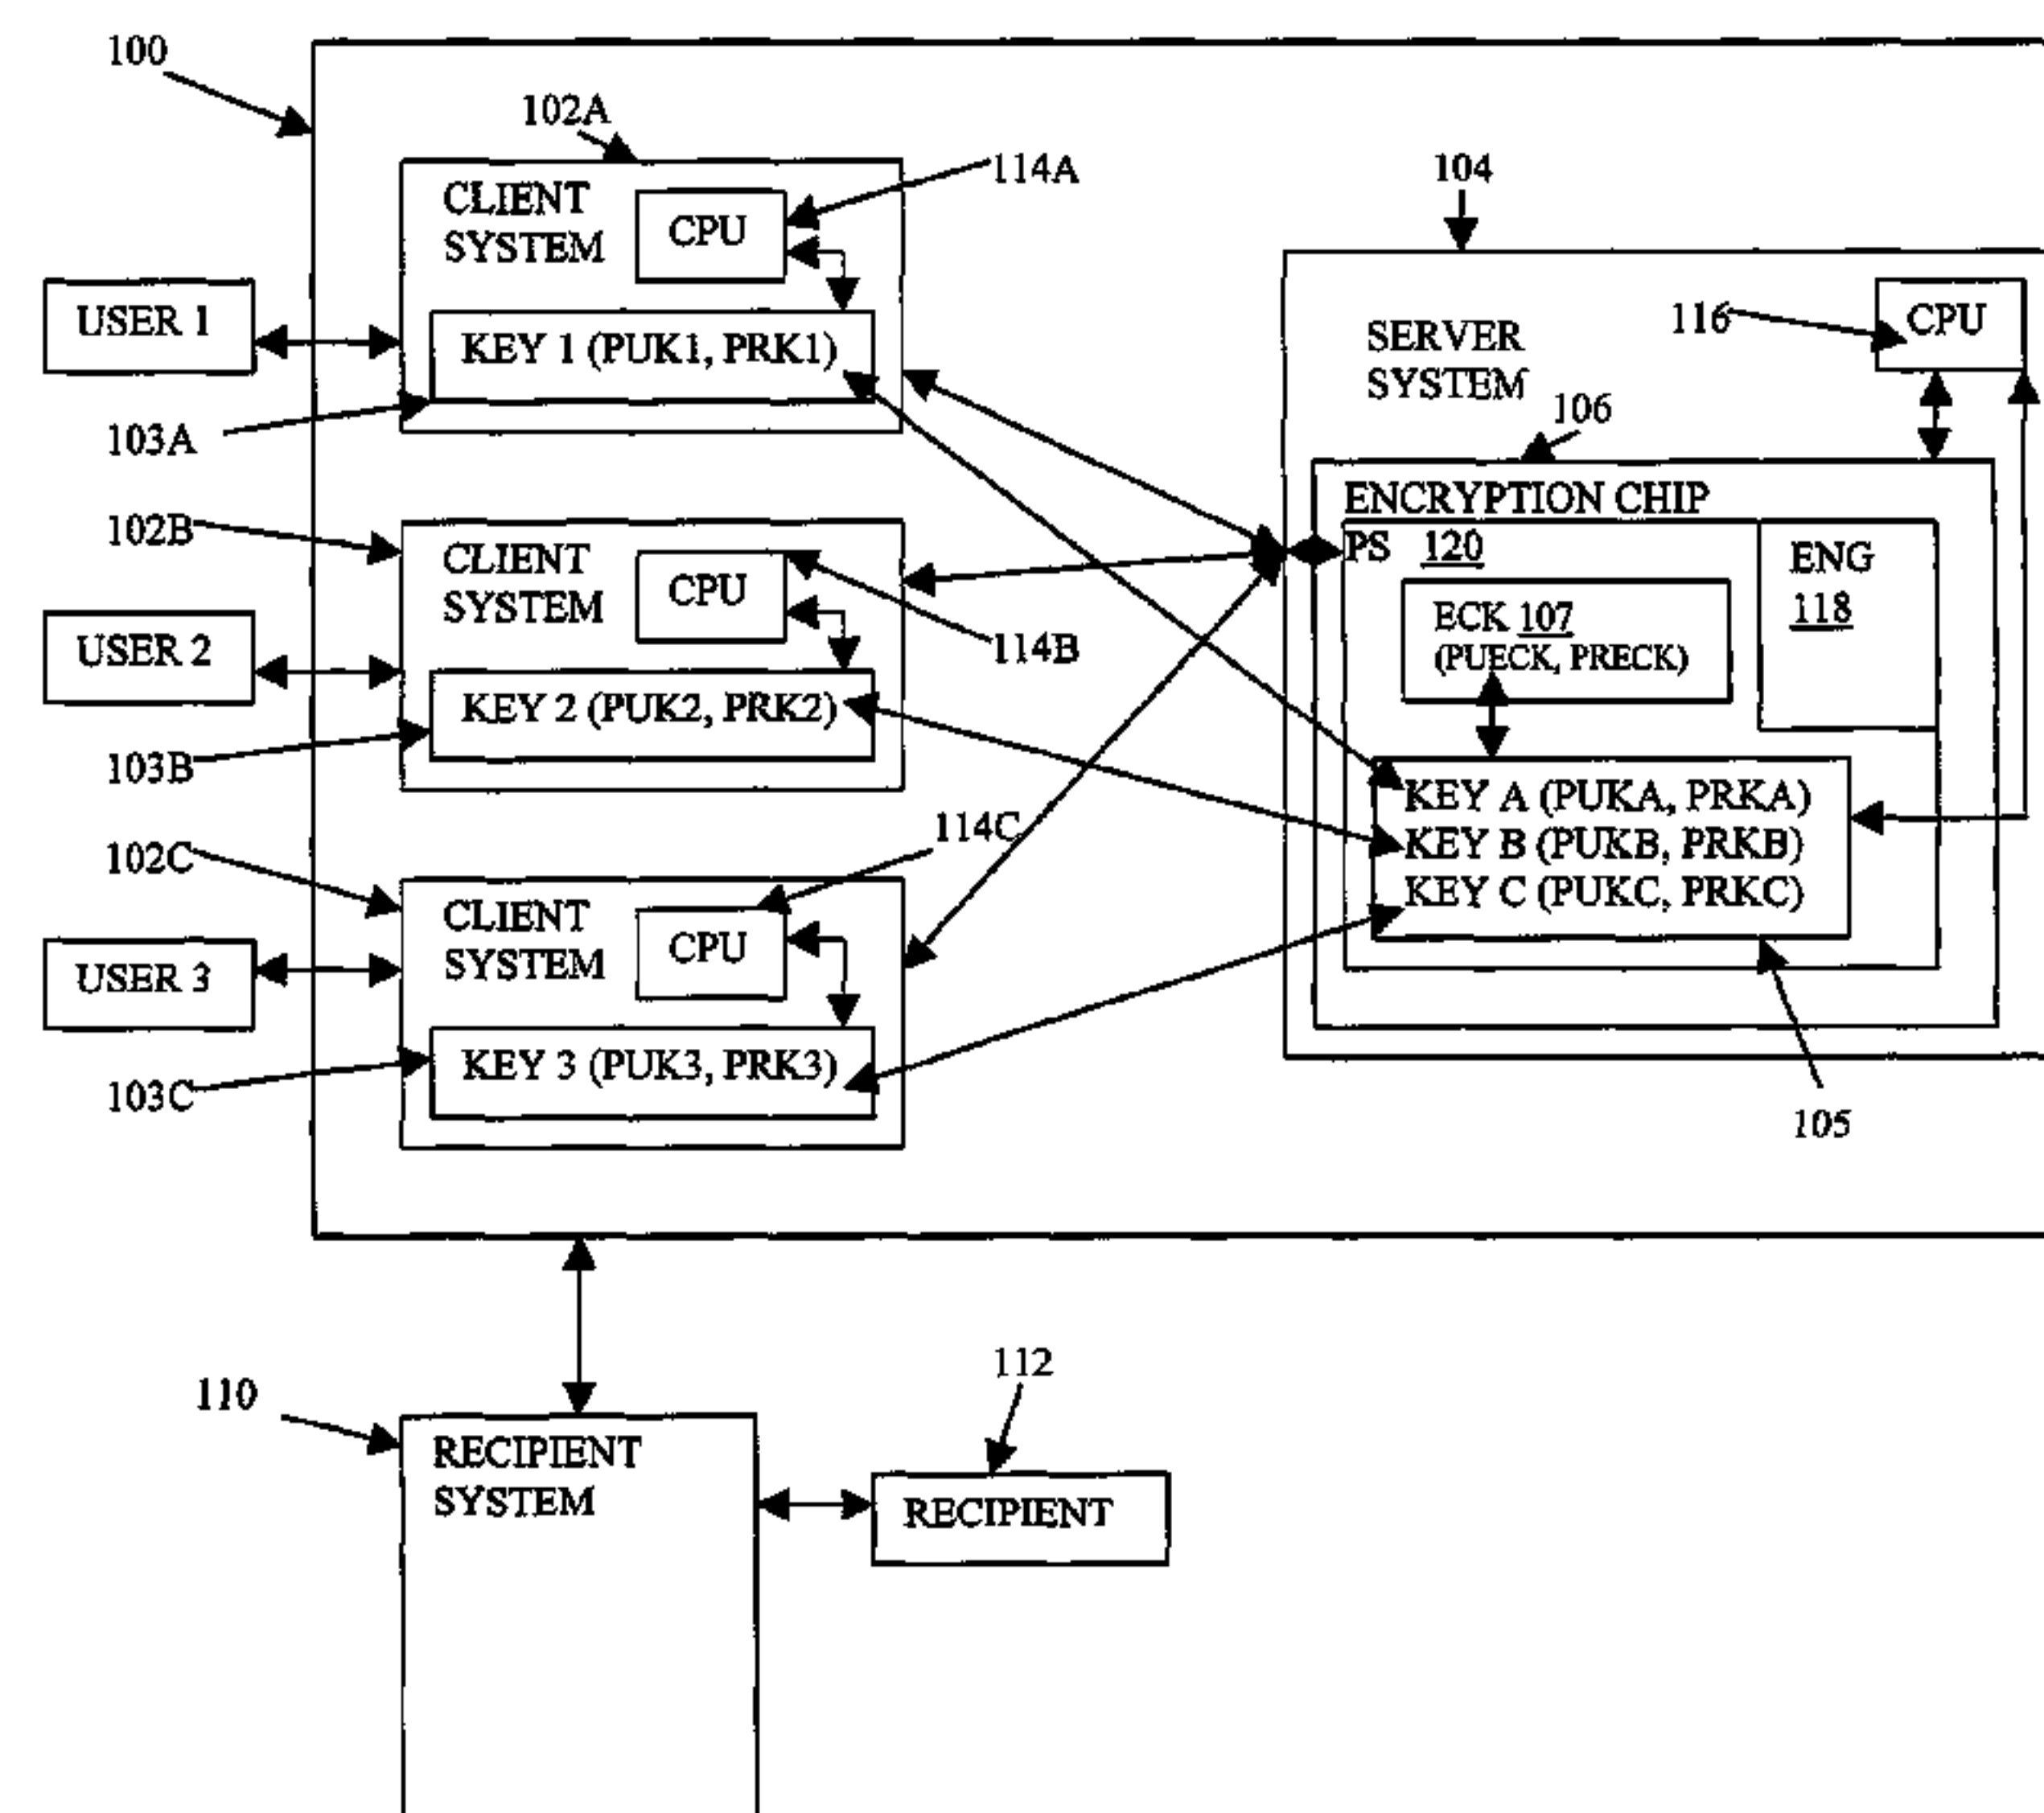 100
102A
CLIENT
SYSTEM
CPU
114A
KEY 1 (PUK1, PRK1)
USER 1
103A
104
SERVER
SYSTEM
116
CPU
106
ENCRYPTION CHIP
PS 120
ENG
118
ECK 107
(PUECK, PRECK)
KEY A (PUKA, PRKA)
KEY B (PUKB, PRKB)
KEY C (PUKC, PRKC)
105
102B
CLIENT
SYSTEM
CPU
114B
KEY 2 (PUK2, PRK2)
USER 2
103B
102C
114C
CLIENT
SYSTEM
CPU
KEY 3 (PUK3, PRK3)
USER 3
103C
110
RECIPIENT
SYSTEM
112
RECIPIENT